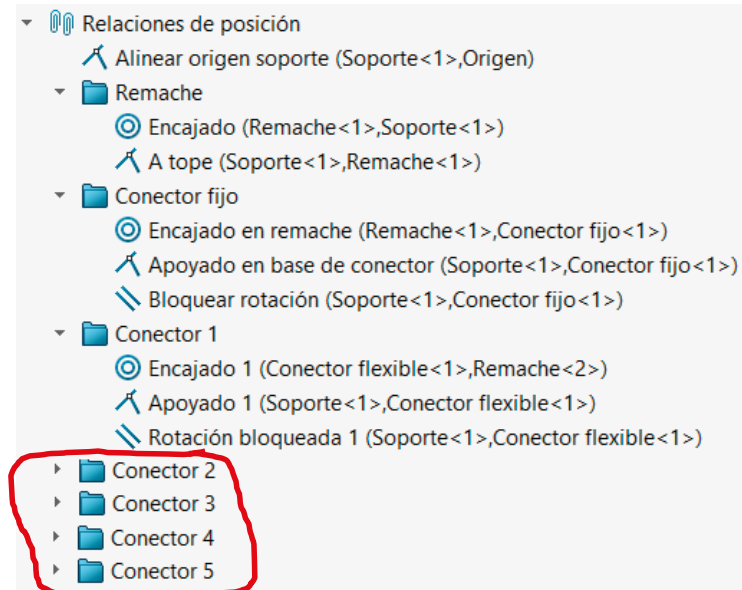 Relaciones de posición
Alinear origen soporte (Soporte<1>,Origen)
Remache
Encajado (Remache<1>,Soporte<1>)
A tope (Soporte<1>,Remache<1>)
Conector fijo
Encajado en remache (Remache<1>,Conector fijo<1>)
Apoyado en base de conector (Soporte<1>,Conector fijo<1>)
Bloquear rotación (Soporte<1>,Conector fijo<1>)
Conector 1
Encajado 1 (Conector flexible<1>,Remache<2>)
Apoyado 1 (Soporte<1>,Conector flexible<1>)
Rotación bloqueada 1 (Soporte<1>,Conector flexible<1>)
Conector 2
Conector 3
Conector 4
Conector 5